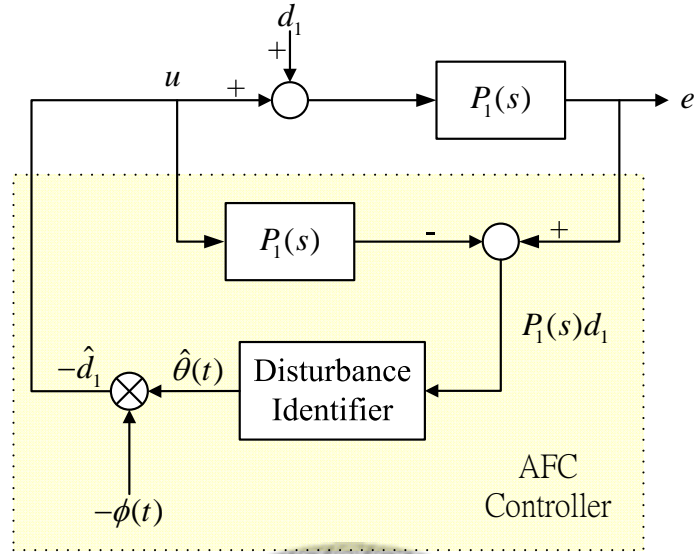 d₁
+
u
+
P₁(s)
e
P₁(s)
-
+
P₁(s)d₁
−d̂₁
θ̂(t)
Disturbance
Identifier
−ϕ(t)
AFC
Controller